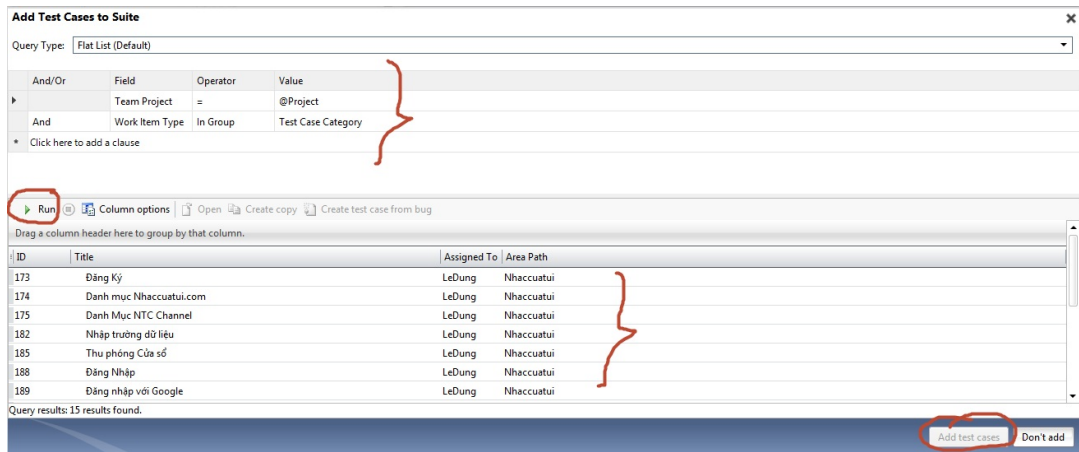 Add Test Cases to Suite
Query Type: Flat List (Default)
And/Or Field Operator Value
Team Project = @Project
And Work Item Type In Group Test Case Category
* Click here to add a clause
Run Column options Open Create copy Create test case from bug
Drag a column header here to group by that column.
ID Title Assigned To Area Path
173 Đăng Ký LeDung Nhaccuatui
174 Danh mục Nhaccuatui.com LeDung Nhaccuatui
175 Danh Mục NTC Channel LeDung Nhaccuatui
182 Nhập trường dữ liệu LeDung Nhaccuatui
185 Thu phóng Cửa sổ LeDung Nhaccuatui
188 Đăng Nhập LeDung Nhaccuatui
189 Đăng nhập với Google LeDung Nhaccuatui
Query results: 15 results found.
Add test cases Don't add